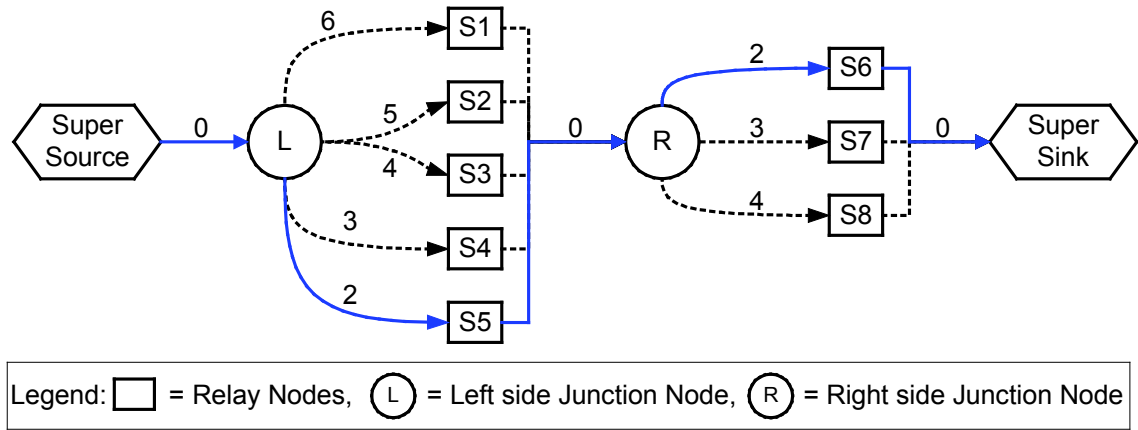 Super
Source
0
L
6
5
4
3
2
S1
S2
S3
S4
S5
0
R
2
3
4
S6
S7
S8
0
Super
Sink
Legend: = Relay Nodes, L = Left side Junction Node, R = Right side Junction Node